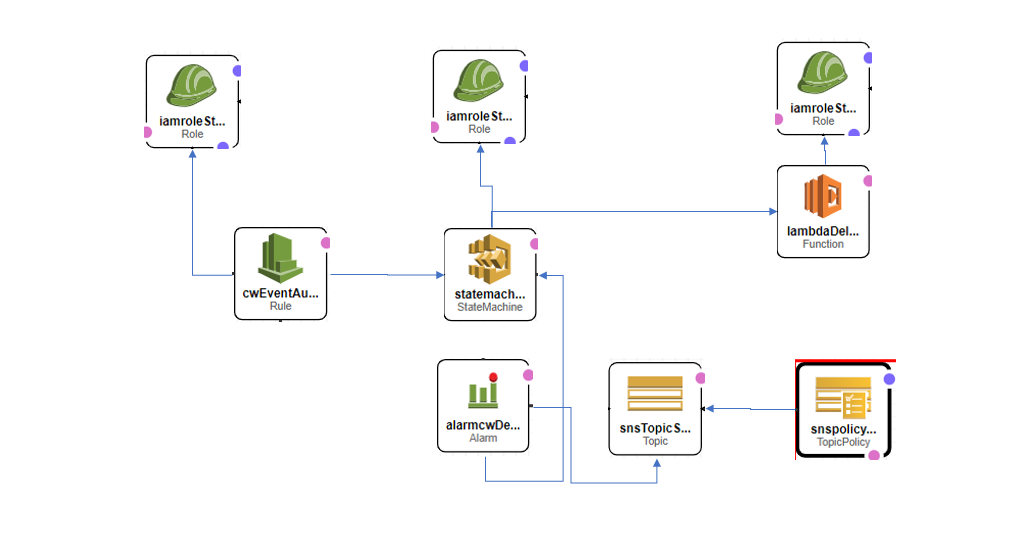 iamroleSt...
Role
iamroleSt...
Role
iamroleSt...
Role
lambdaDel...
Function
cwEventAu...
Rule
statemach...
StateMachine
alarmcwDe...
Alarm
snsTopicS...
Topic
snspolicy...
TopicPolicy